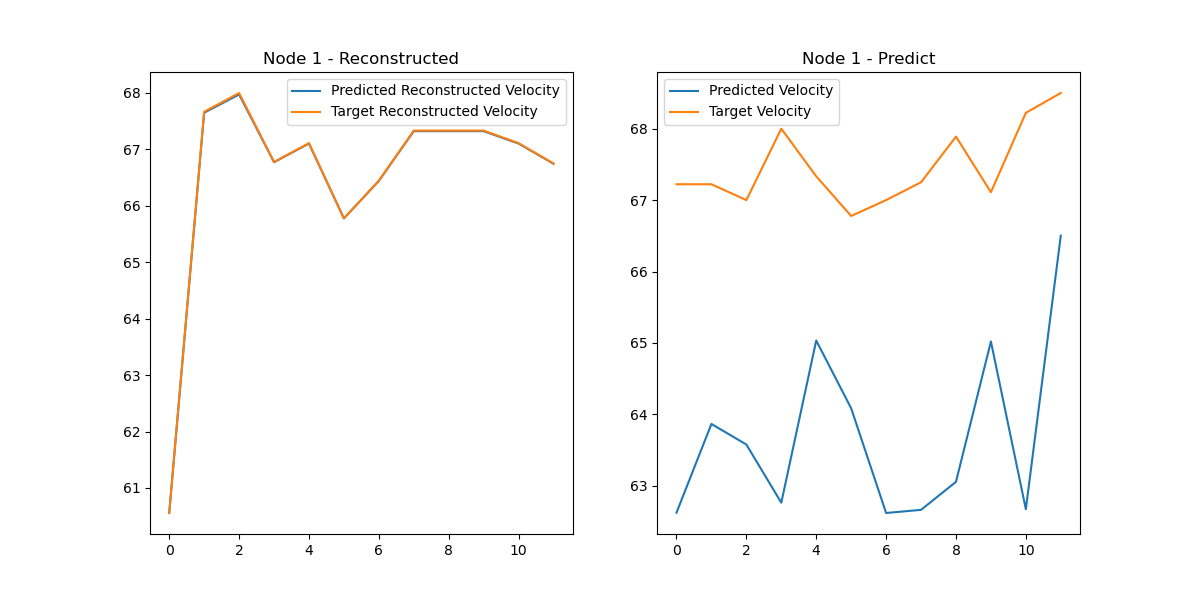 Node 1 - Reconstructed
Predicted Reconstructed Velocity
Target Reconstructed Velocity
68
67
66
65
64
63
62
61
0 2 4 6 8 10
Node 1 - Predict
Predicted Velocity
Target Velocity
68
67
66
65
64
63
0 2 4 6 8 10